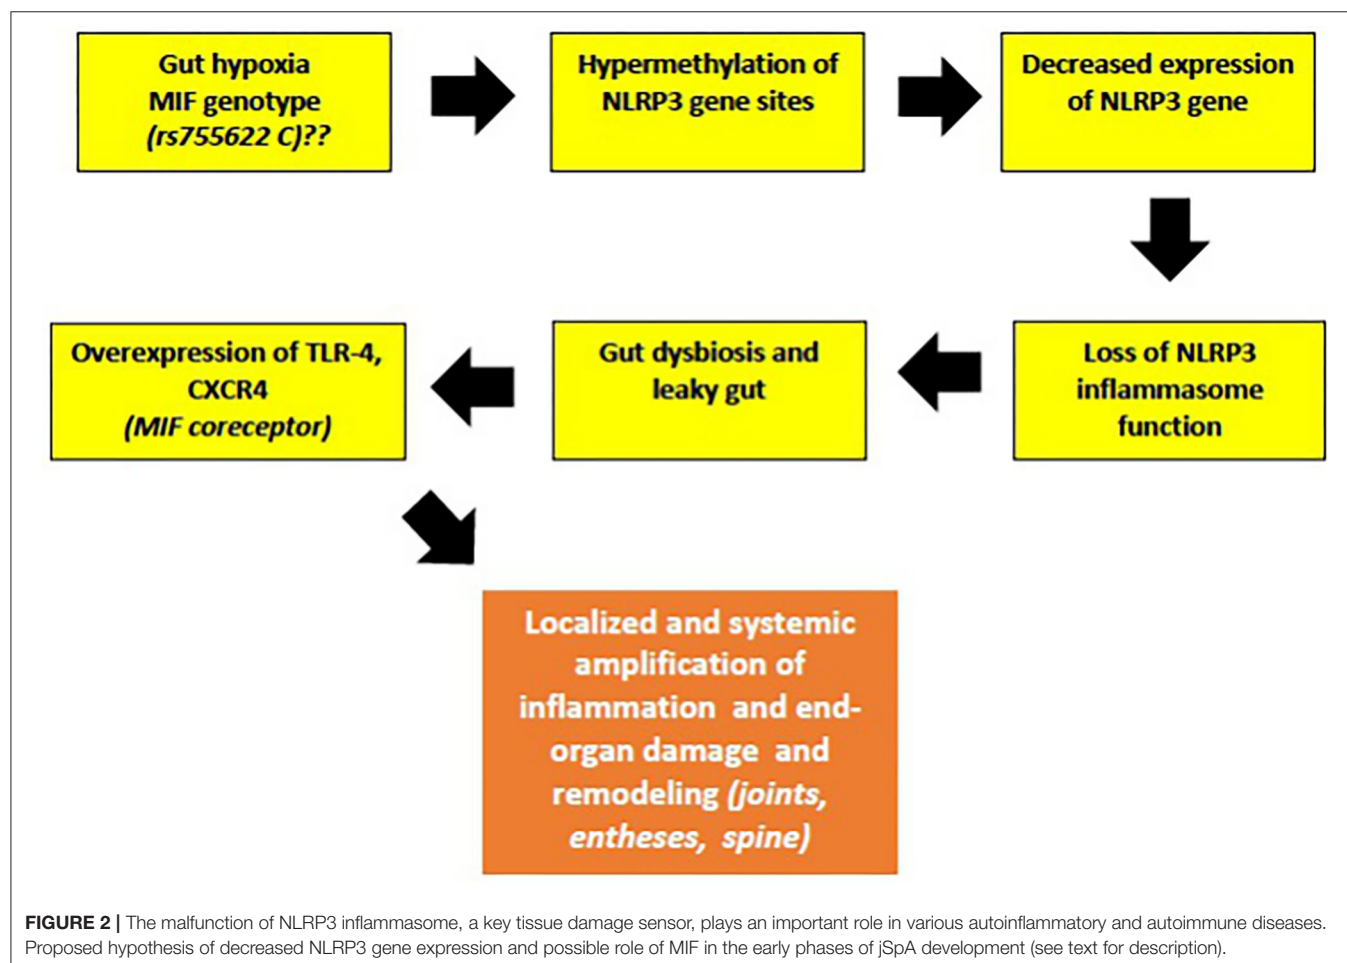 Gut hypoxia
MIF genotype
(rs755622 C)??
Hypermethylation of
NLRP3 gene sites
Decreased expression
of NLRP3 gene
Loss of NLRP3
inflammasome
function
Gut dysbiosis and
leaky gut
Overexpression of TLR-4,
CXCR4
(MIF coreceptor)
Localized and systemic
amplification of
inflammation and end-
organ damage and
remodeling (joints,
entheses, spine)
FIGURE 2 | The malfunction of NLRP3 inflammasome, a key tissue damage sensor, plays an important role in various autoinflammatory and autoimmune diseases.
Proposed hypothesis of decreased NLRP3 gene expression and possible role of MIF in the early phases of jSpA development (see text for description).